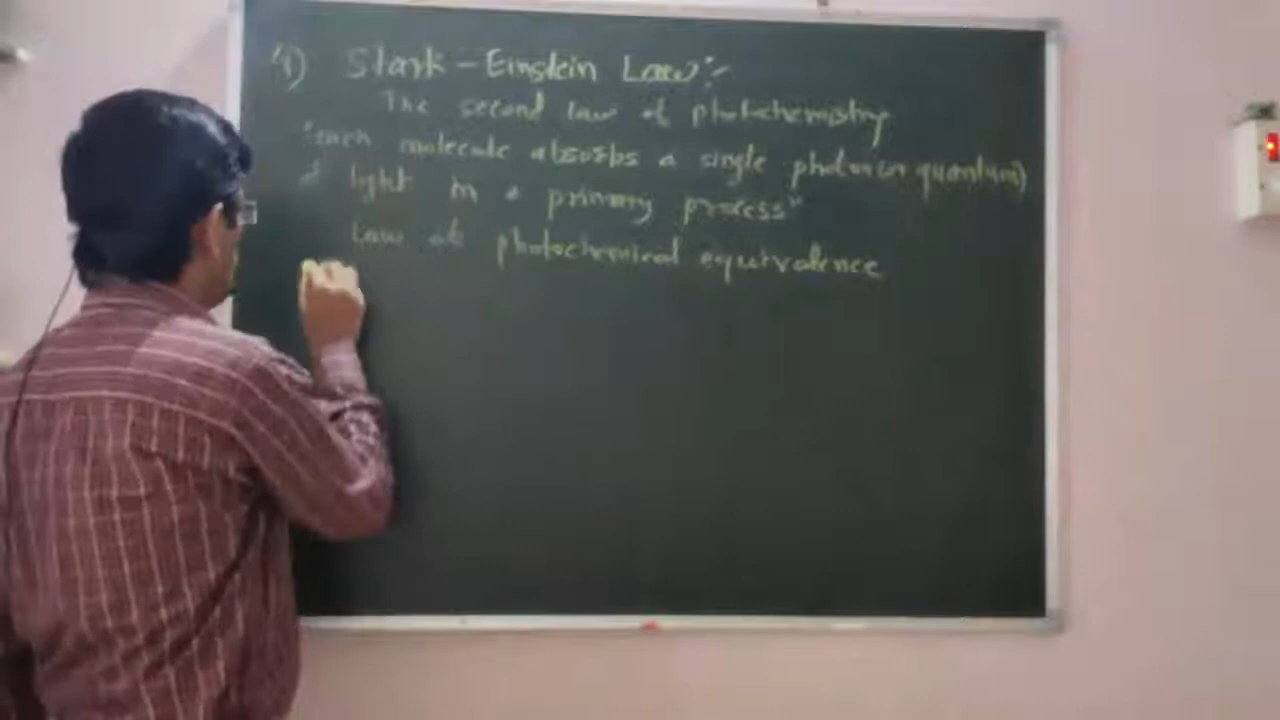 4) Stark-Einstein Law:-
The second law of photochemistry
"Each molecule absorbs a single photon (or quantum)
of light in a primary process"
Law of photochemical equivalence